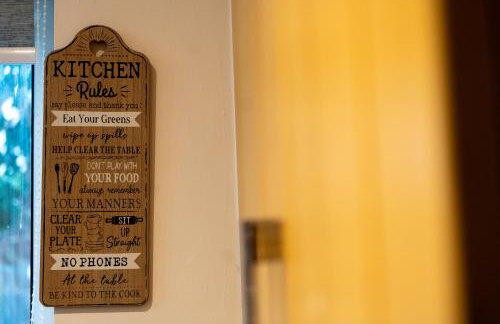 KITCHEN
Rules
say please and thank you!
Eat Your Greens
wipe up spills
HELP CLEAR THE TABLE
DON'T PLAY WITH
YOUR FOOD
always remember
YOUR MANNERS
CLEAR
YOUR
PLATE
SIT
UP
Straight
NO PHONES
At the table
BE KIND TO THE COOK